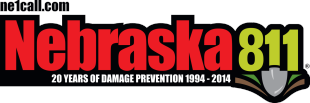 ne1call.com
Nebraska 811
20 YEARS OF DAMAGE PREVENTION 1994 - 2014
®